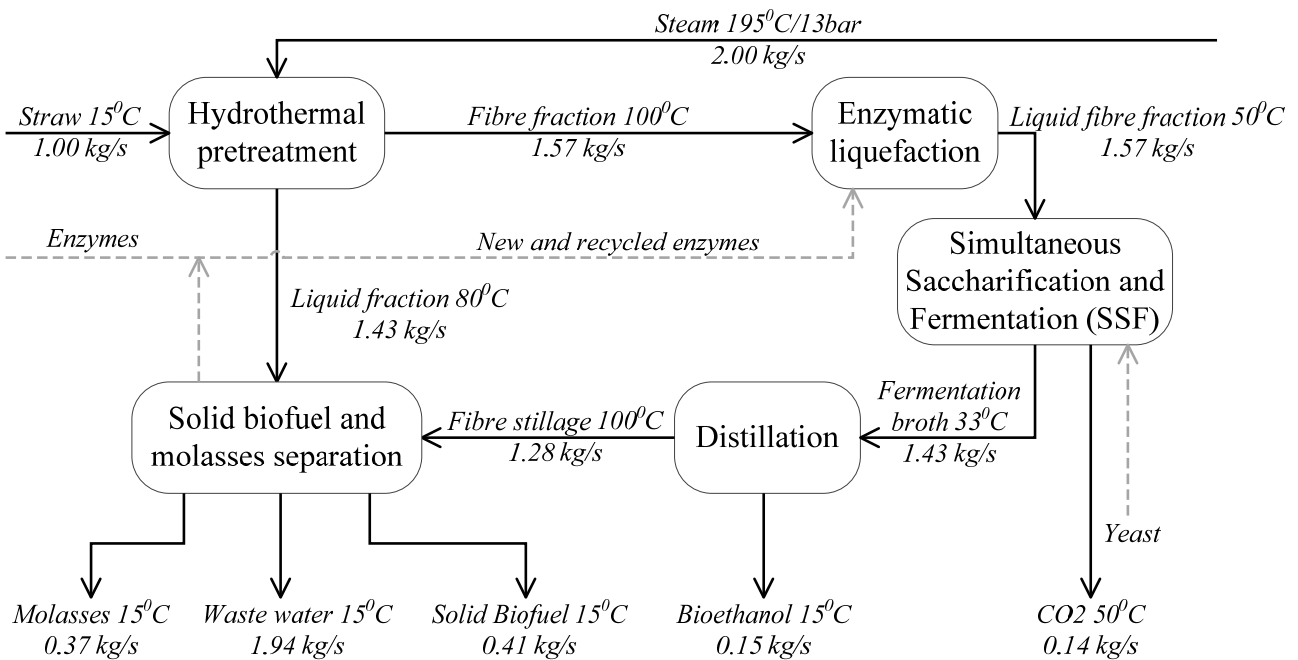 Steam 195⁰C/13bar
2.00 kg/s
Straw 15⁰C
1.00 kg/s
Hydrothermal
pretreatment
Fibre fraction 100⁰C
1.57 kg/s
Enzymatic
liquefaction
Liquid fibre fraction 50⁰C
1.57 kg/s
Enzymes
New and recycled enzymes
Simultaneous
Saccharification and
Fermentation (SSF)
Liquid fraction 80⁰C
1.43 kg/s
Solid biofuel and
molasses separation
Fibre stillage 100⁰C
1.28 kg/s
Distillation
Fermentation
broth 33⁰C
1.43 kg/s
Yeast
Molasses 15⁰C
0.37 kg/s
Waste water 15⁰C
1.94 kg/s
Solid Biofuel 15⁰C
0.41 kg/s
Bioethanol 15⁰C
0.15 kg/s
CO2 50⁰C
0.14 kg/s